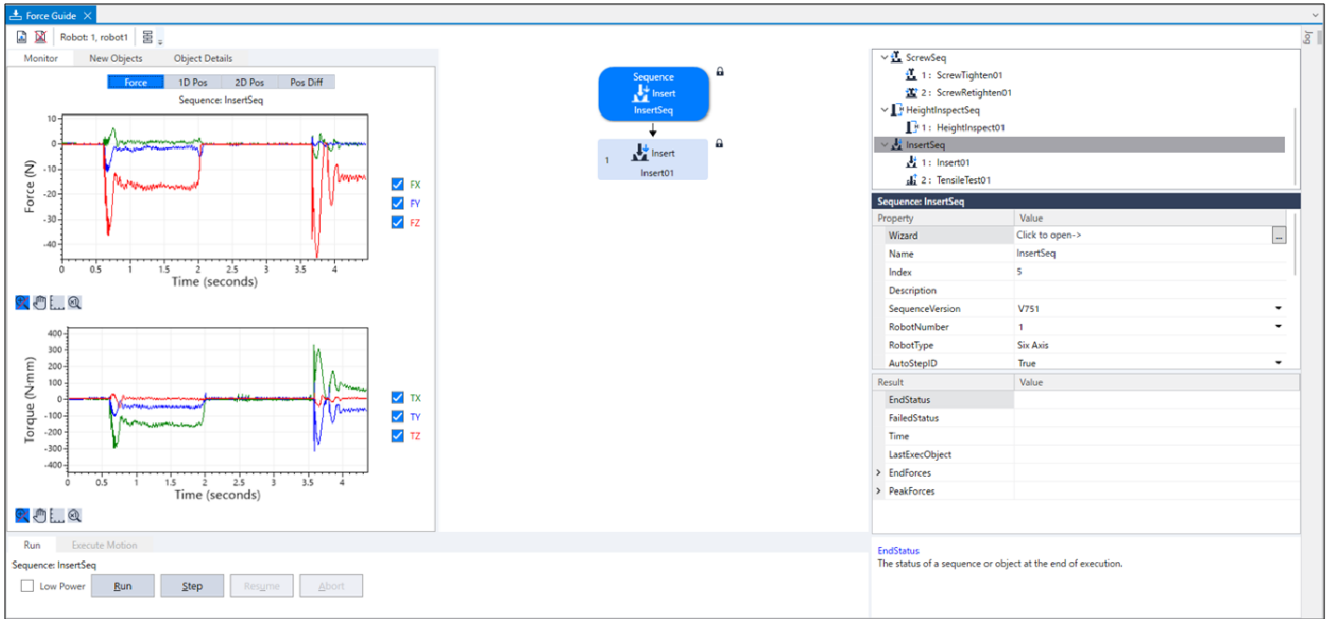 Force Guide
Robot: 1, robot1
Jog
Monitor New Objects Object Details
Force 1D Pos 2D Pos Pos Diff
Sequence: InsertSeq
10
0
-10
-20
-30
-40
Force (N)
FX
FY
FZ
0 0.5 1 1.5 2 2.5 3 3.5 4
Time (seconds)
400
300
200
100
0
-100
-200
-300
-400
Torque (N·mm)
TX
TY
TZ
0 0.5 1 1.5 2 2.5 3 3.5 4
Time (seconds)
Run Execute Motion
Sequence: InsertSeq
Low Power Run Step Resume Abort
Sequence
Insert
InsertSeq
1 Insert
Insert01
ScrewSeq
1 : ScrewTighten01
2 : ScrewRetighten01
HeightInspectSeq
1 : HeightInspect01
InsertSeq
1 : Insert01
2 : TensileTest01
Sequence: InsertSeq
Property Value
Wizard Click to open-> ...
Name InsertSeq
Index 5
Description
SequenceVersion V751
RobotNumber 1
RobotType Six Axis
AutoStepID True
Result Value
EndStatus
FailedStatus
Time
LastExecObject
EndForces
PeakForces
EndStatus
The status of a sequence or object at the end of execution.